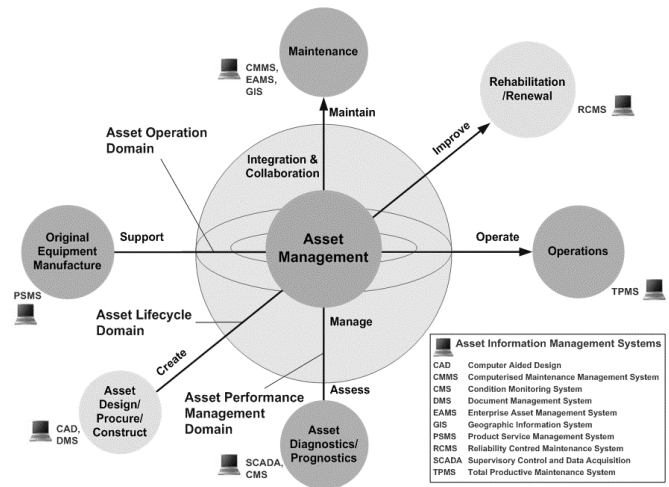 Maintenance
CMMS,
EAMS,
GIS
Maintain
Rehabilitation
/Renewal
RCMS
Improve
Asset Operation
Domain
Integration &
Collaboration
Original
Equipment
Manufacture
Support
Asset
Management
Operate
Operations
PSMS
TPMS
Asset Lifecycle
Domain
Manage
Create
Asset Performance
Management
Domain
Assess
Asset
Design/
Procure/
Construct
CAD,
DMS
Asset
Diagnostics/
Prognostics
SCADA,
CMS
Asset Information Management Systems
CAD Computer Aided Design
CMMS Computerised Maintenance Management System
CMS Condition Monitoring System
DMS Document Management System
EAMS Enterprise Asset Management System
GIS Geographic Information System
PSMS Product Service Management System
RCMS Reliability Centred Maintenance System
SCADA Supervisory Control and Data Acquisition
TPMS Total Productive Maintenance System